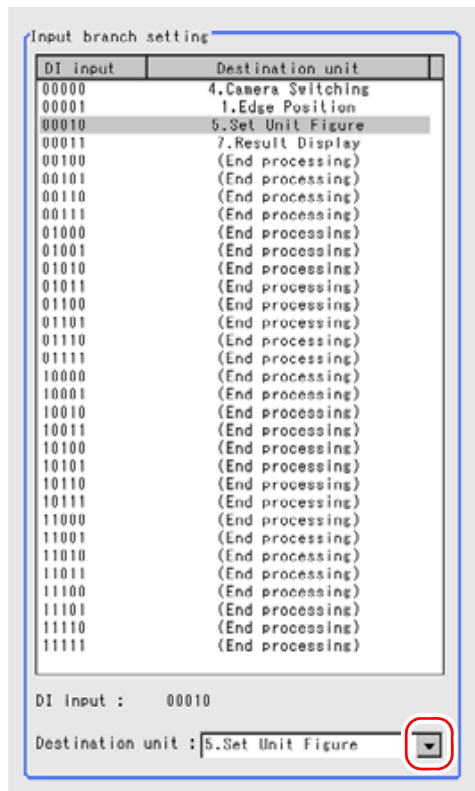 Input branch setting
DI input Destination unit
00000 4.Camera Switching
00001 1.Edge Position
00010 5.Set Unit Figure
00011 7.Result Display
00100 (End processing)
00101 (End processing)
00110 (End processing)
00111 (End processing)
01000 (End processing)
01001 (End processing)
01010 (End processing)
01011 (End processing)
01100 (End processing)
01101 (End processing)
01110 (End processing)
01111 (End processing)
10000 (End processing)
10001 (End processing)
10010 (End processing)
10011 (End processing)
10100 (End processing)
10101 (End processing)
10110 (End processing)
10111 (End processing)
11000 (End processing)
11001 (End processing)
11010 (End processing)
11011 (End processing)
11100 (End processing)
11101 (End processing)
11110 (End processing)
11111 (End processing)
DI input : 00010
Destination unit : 5.Set Unit Figure